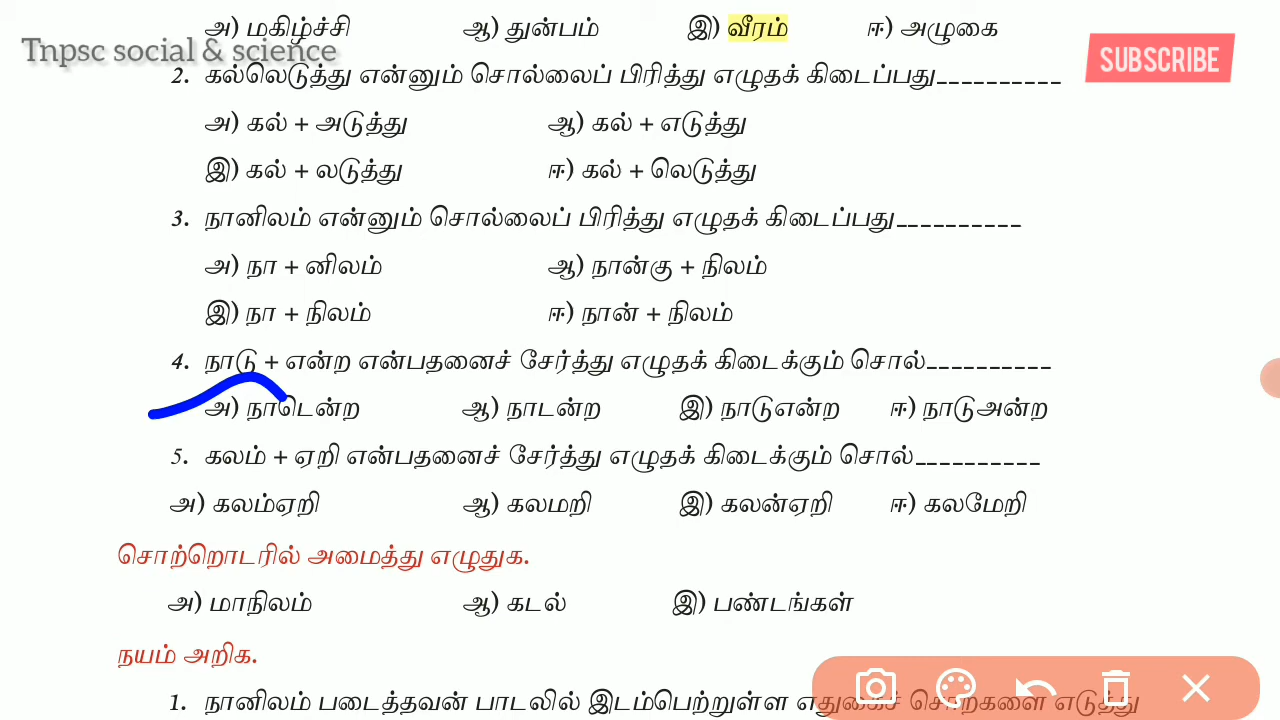 அ) மகிழ்ச்சி ஆ) துன்பம் இ) வீரம் ஈ) அழுகை
Tnpsc social & science
SUBSCRIBE
2. கல்லெடுத்து என்னும் சொல்லைப் பிரித்து எழுதக் கிடைப்பது__________
அ) கல் + அடுத்து ஆ) கல் + எடுத்து
இ) கல் + லடுத்து ஈ) கல் + லெடுத்து
3. நானிலம் என்னும் சொல்லைப் பிரித்து எழுதக் கிடைப்பது__________
அ) நா + னிலம் ஆ) நான்கு + நிலம்
இ) நா + நிலம் ஈ) நான் + நிலம்
4. நாடு + என்ற என்பதனைச் சேர்த்து எழுதக் கிடைக்கும் சொல்__________
அ) நாடென்ற ஆ) நாடன்ற இ) நாடுஎன்ற ஈ) நாடுஅன்ற
5. கலம் + ஏறி என்பதனைச் சேர்த்து எழுதக் கிடைக்கும் சொல்__________
அ) கலம்ஏறி ஆ) கலமறி இ) கலன்ஏறி ஈ) கலமேறி
சொற்றொடரில் அமைத்து எழுதுக.
அ) மாநிலம் ஆ) கடல் இ) பண்டங்கள்
நயம் அறிக.
1. நானிலம் படைத்தவன் பாடலில் இடம்பெற்றுள்ள எதுகைச் சொற்களை எடுத்து